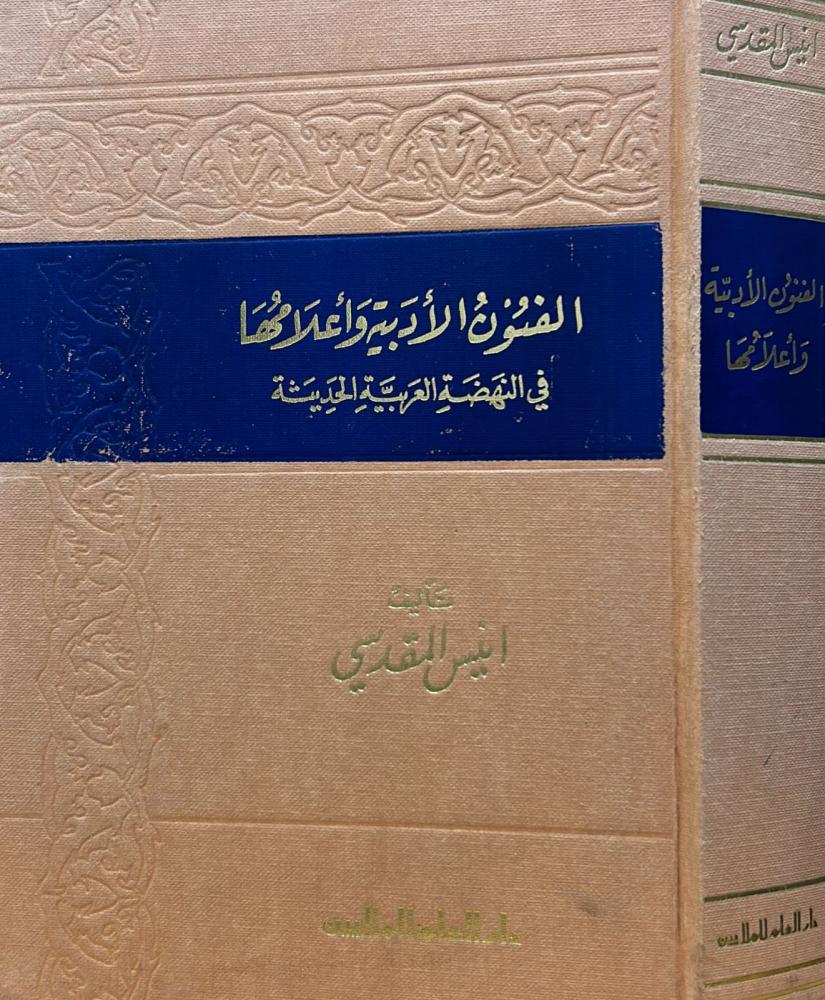 الفنون الأدبية وأعلامها
في النهضة العربية الحديثة
تأليف
انيس المقدسي
دار العلم للملايين
انيس المقدسي
الفنون الأدبية
وأعلامها
دار العلم للملايين